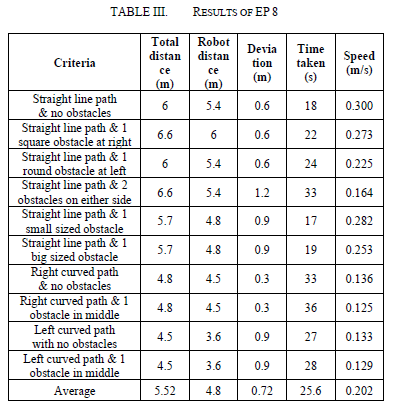 TABLE III. RESULTS OF EP 8
Criteria Total distan ce (m) Robot distan ce (m) Devia tion (m) Time taken (s) Speed (m/s)
Straight line path & no obstacles 6 5.4 0.6 18 0.300
Straight line path & 1 square obstacle at right 6.6 6 0.6 22 0.273
Straight line path & 1 round obstacle at left 6 5.4 0.6 24 0.225
Straight line path & 2 obstacles on either side 6.6 5.4 1.2 33 0.164
Straight line path & 1 small sized obstacle 5.7 4.8 0.9 17 0.282
Straight line path & 1 big sized obstacle 5.7 4.8 0.9 19 0.253
Right curved path & no obstacles 4.8 4.5 0.3 33 0.136
Right curved path & 1 obstacle in middle 4.8 4.5 0.3 36 0.125
Left curved path with no obstacles 4.5 3.6 0.9 27 0.133
Left curved path & 1 obstacle in middle 4.5 3.6 0.9 28 0.129
Average 5.52 4.8 0.72 25.6 0.202